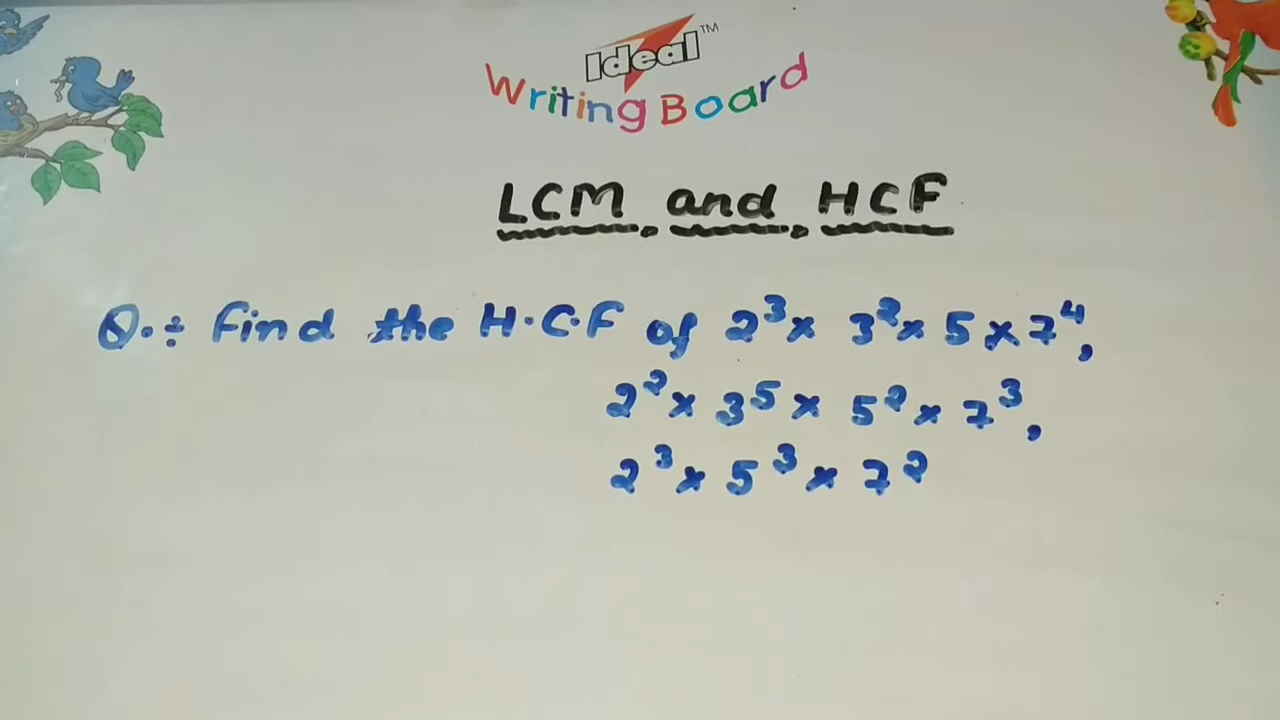 Ideal™
Writing Board
LCM and HCF
Q.÷ Find the H.C.F of 2³ × 3² × 5 × 7⁴,
2² × 3⁵ × 5² × 7³,
2³ × 5³ × 7²